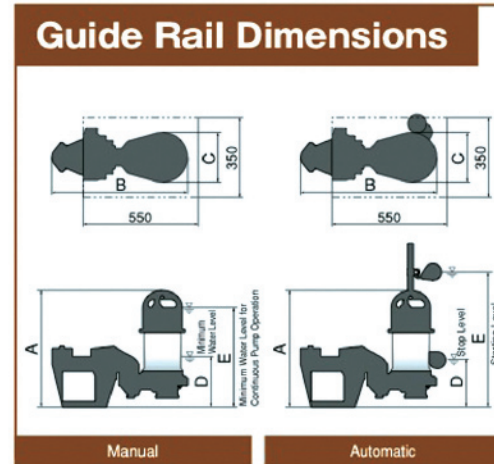 Guide Rail Dimensions
B
C
350
550
B
C
350
550
A
Minimum
Water Level
D
E
Minimum Water Level for
Continuous Pump Operation
A
Stop Level
D
E
Manual
Automatic